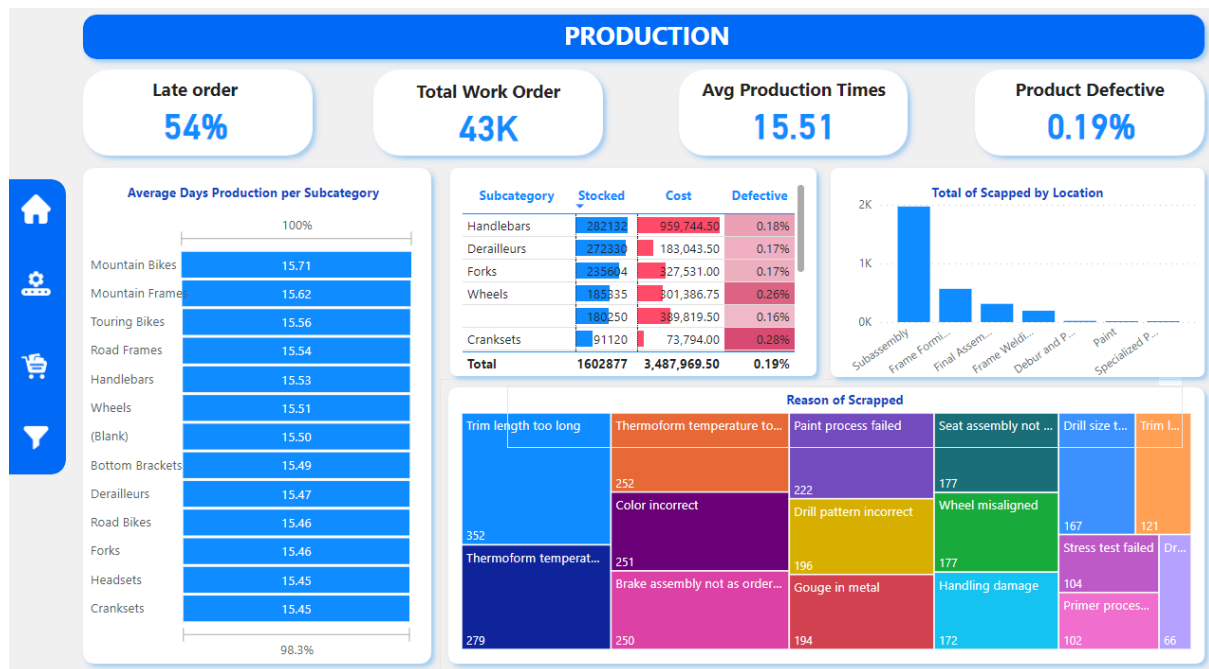 PRODUCTION
Late order
54%
Total Work Order
43K
Avg Production Times
15.51
Product Defective
0.19%
Average Days Production per Subcategory
100%
Mountain Bikes 15.71
Mountain Frames 15.62
Touring Bikes 15.56
Road Frames 15.54
Handlebars 15.53
Wheels 15.51
(Blank) 15.50
Bottom Brackets 15.49
Derailleurs 15.47
Road Bikes 15.46
Forks 15.46
Headsets 15.45
Cranksets 15.45
98.3%
Subcategory Stocked Cost Defective
Handlebars 282132 959,744.50 0.18%
Derailleurs 272330 183,043.50 0.17%
Forks 235604 327,531.00 0.17%
Wheels 185335 301,386.75 0.26%
180250 389,819.50 0.16%
Cranksets 91120 73,794.00 0.28%
Total 1602877 3,487,969.50 0.19%
Total of Scapped by Location
2K
1K
0K
Subassembly
Frame Formi...
Final Assem...
Frame Weldi...
Debur and P...
Paint
Specialized P...
Reason of Scrapped
Trim length too long
352
Thermoform temperat...
279
Thermoform temperature to...
252
Color incorrect
251
Brake assembly not as order...
250
Paint process failed
222
Drill pattern incorrect
196
Gouge in metal
194
Seat assembly not ...
177
Wheel misaligned
177
Handling damage
172
Drill size t...
167
Trim l...
121
Stress test failed
104
Primer proces...
102
Dr...
66